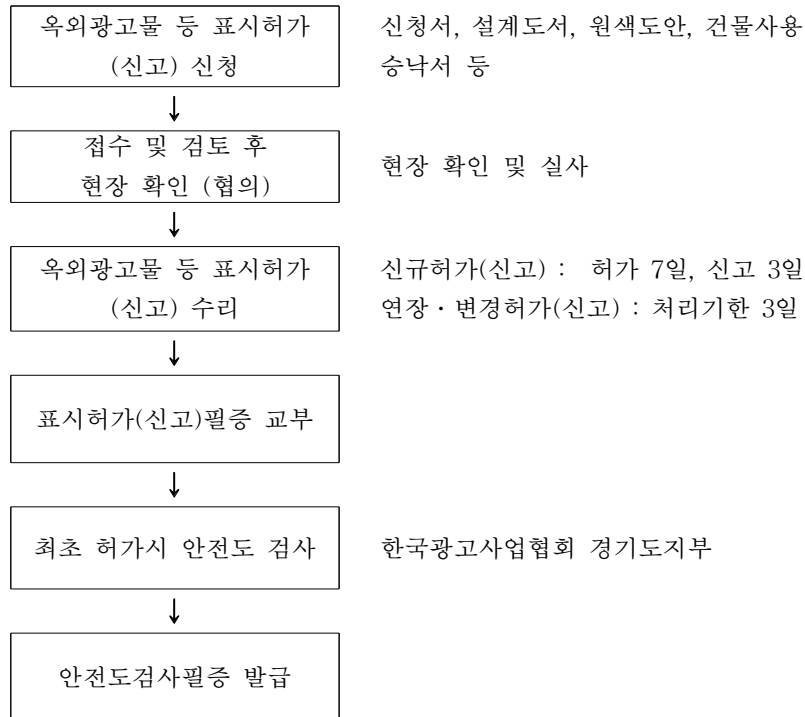 옥외광고물 등 표시허가
(신고) 신청
신청서, 설계도서, 원색도안, 건물사용
승낙서 등
↓
접수 및 검토 후
현장 확인 (협의)
현장 확인 및 실사
↓
옥외광고물 등 표시허가
(신고) 수리
신규허가(신고) : 허가 7일, 신고 3일
연장・변경허가(신고) : 처리기한 3일
↓
표시허가(신고)필증 교부
↓
최초 허가시 안전도 검사
한국광고사업협회 경기도지부
↓
안전도검사필증 발급